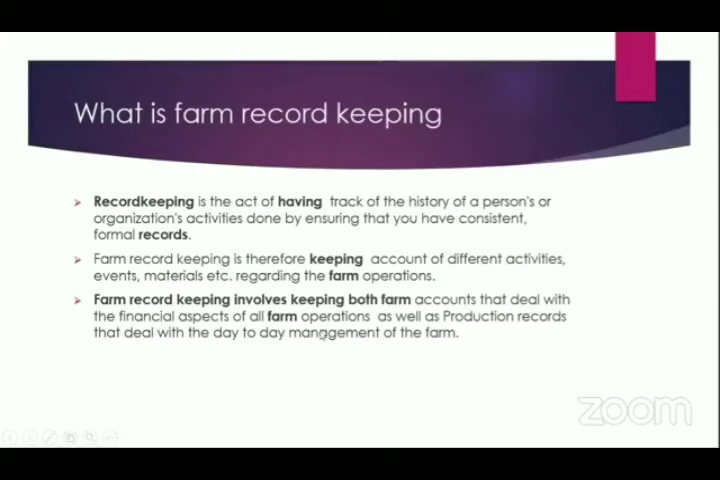 What is farm record keeping
Recordkeeping is the act of having track of the history of a person's or
organization's activities done by ensuring that you have consistent,
formal records.
Farm record keeping is therefore keeping account of different activities,
events, materials etc. regarding the farm operations.
Farm record keeping involves keeping both farm accounts that deal with
the financial aspects of all farm operations as well as Production records
that deal with the day to day management of the farm.
zoom